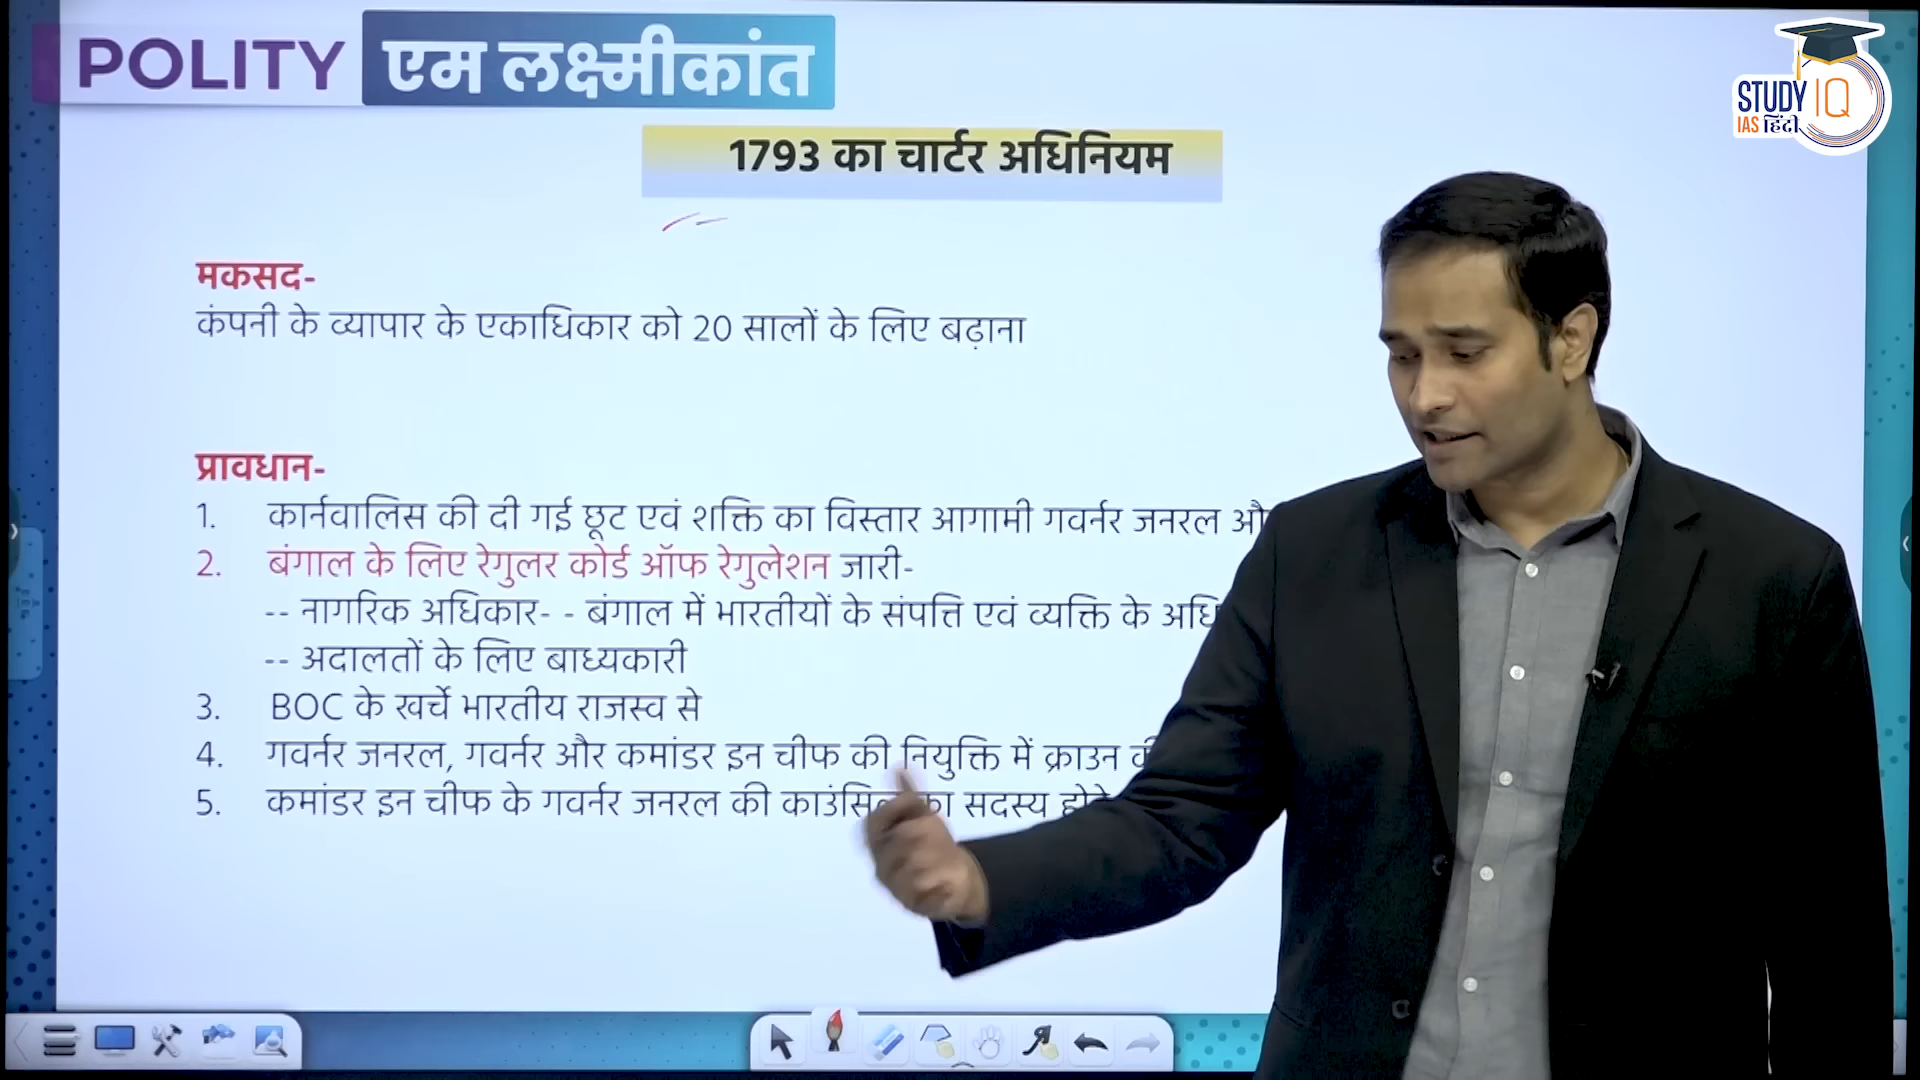 POLITY एम लक्ष्मीकांत
STUDY IQ
IAS हिंदी
1793 का चार्टर अधिनियम
मकसद-
कंपनी के व्यापार के एकाधिकार को 20 सालों के लिए बढ़ाना
प्रावधान-
1. कार्नवालिस की दी गई छूट एवं शक्ति का विस्तार आगामी गवर्नर जनरल
2. बंगाल के लिए रेगुलर कोर्ड ऑफ रेगुलेशन जारी-
-- नागरिक अधिकार- - बंगाल में भारतीयों के संपत्ति एवं व्यक्ति के
-- अदालतों के लिए बाध्यकारी
3. BOC के खर्चे भारतीय राजस्व से
4. गवर्नर जनरल, गवर्नर और कमांडर इन चीफ की नियुक्ति में क्राउन
5. कमांडर इन चीफ के गवर्नर जनरल की का सदस्य